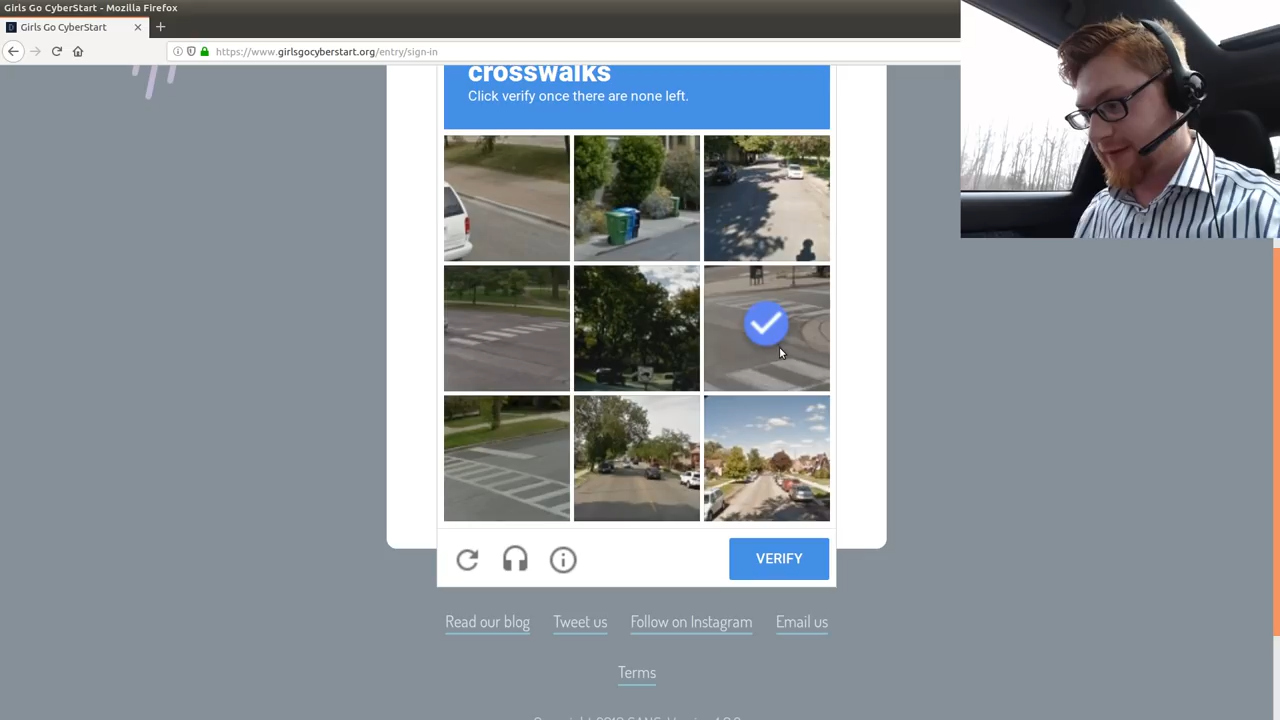 Girls Go CyberStart - Mozilla Firefox
Girls Go CyberStart
https://www.girlsgocyberstart.org/entry/sign-in
crosswalks
Click verify once there are none left.
VERIFY
Read our blog
Tweet us
Follow on Instagram
Email us
Terms